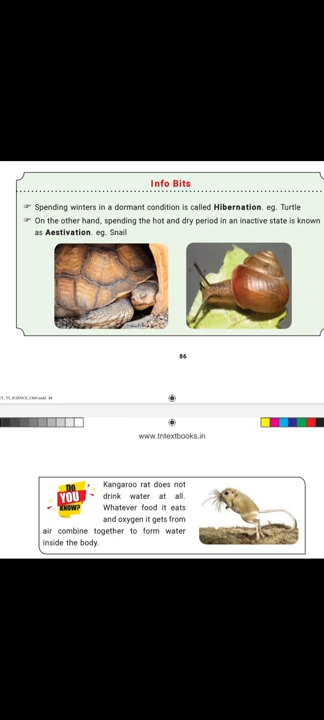 Info Bits
☞ Spending winters in a dormant condition is called Hibernation. eg. Turtle
☞ On the other hand, spending the hot and dry period in an inactive state is known
as Aestivation. eg. Snail
86
www.tntextbooks.in
DO
YOU
KNOW?
Kangaroo rat does not
drink water at all.
Whatever food it eats
and oxygen it gets from
air combine together to form water
inside the body.